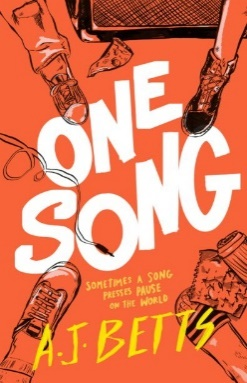 ONE
SONG
SOMETIMES A SONG
PRESSES PAUSE
ON THE WORLD
A.J. BETTS